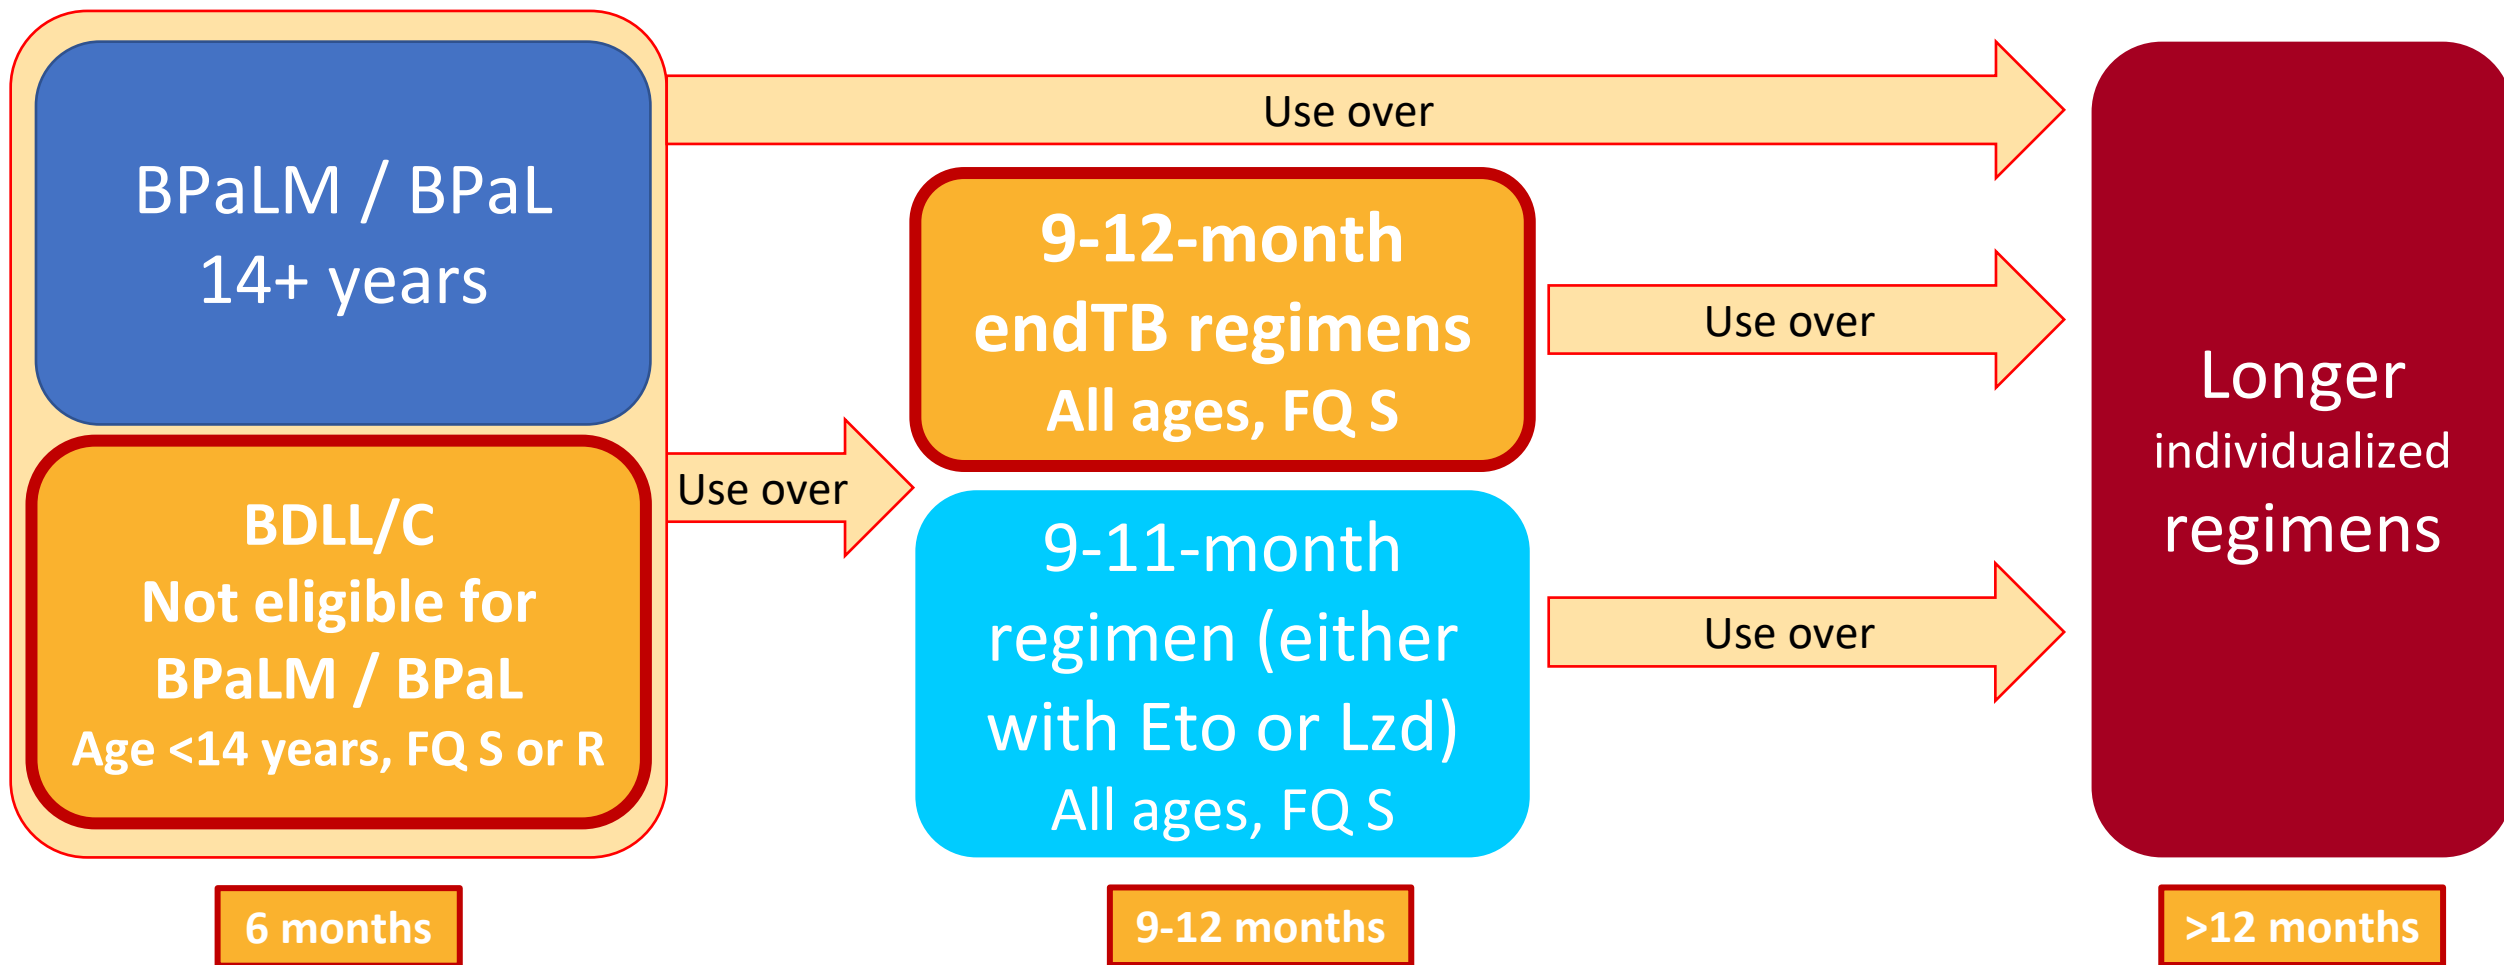 BPaLM / BPaL
14+ years
BDLL/C
Not eligible for
BPaLM / BPaL
Age <14 years, FQ S or R
6 months
Use over
Use over
9-12-month
endTB regimens
All ages, FQ S
9-11-month
regimen (either
with Eto or Lzd)
All ages, FQ S
9-12 months
Use over
Use over
Longer
individualized
regimens
>12 months